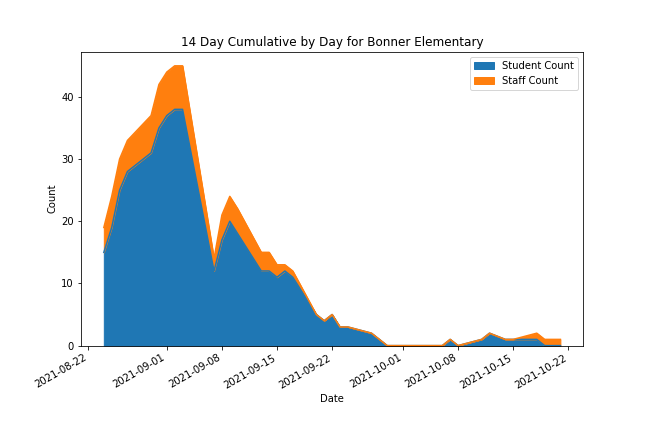 14 Day Cumulative by Day for Bonner Elementary
Student Count
Staff Count
40
30
20
10
0
Count
2021-08-22
2021-09-01
2021-09-08
2021-09-15
2021-09-22
2021-10-01
2021-10-08
2021-10-15
2021-10-22
Date